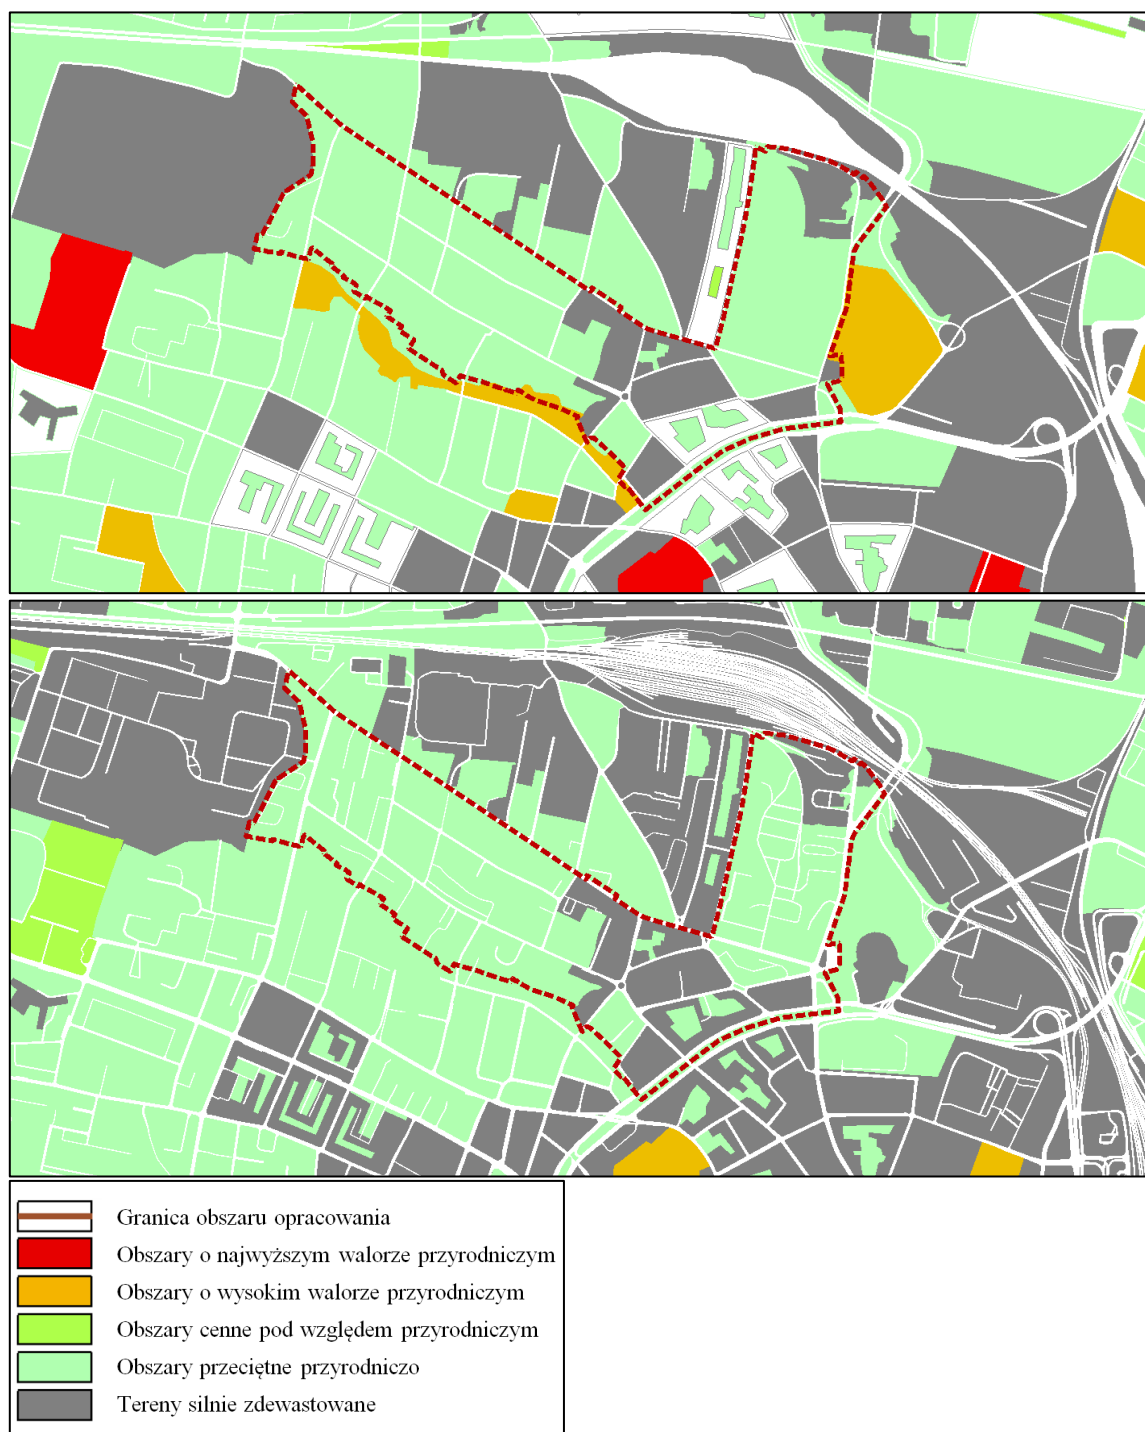 Granica obszaru opracowania
Obszary o najwyższym walorze przyrodniczym
Obszary o wysokim walorze przyrodniczym
Obszary cenne pod względem przyrodniczym
Obszary przeciętne przyrodniczo
Tereny silnie zdewastowane